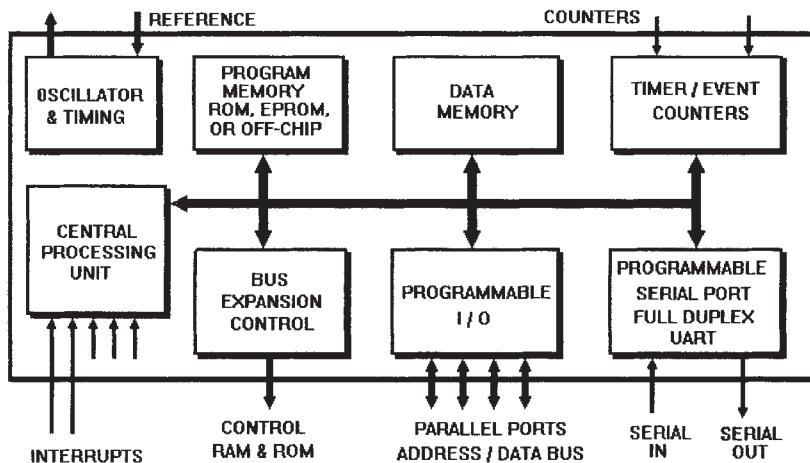 REFERENCE
COUNTERS
OSCILLATOR
& TIMING
PROGRAM
MEMORY
ROM, EPROM,
OR OFF-CHIP
DATA
MEMORY
TIMER / EVENT
COUNTERS
CENTRAL
PROCESSING
UNIT
BUS
EXPANSION
CONTROL
PROGRAMMABLE
I / O
PROGRAMMABLE
SERIAL PORT
FULL DUPLEX
UART
INTERRUPTS
CONTROL
RAM & ROM
PARALLEL PORTS
ADDRESS / DATA BUS
SERIAL
IN
SERIAL
OUT